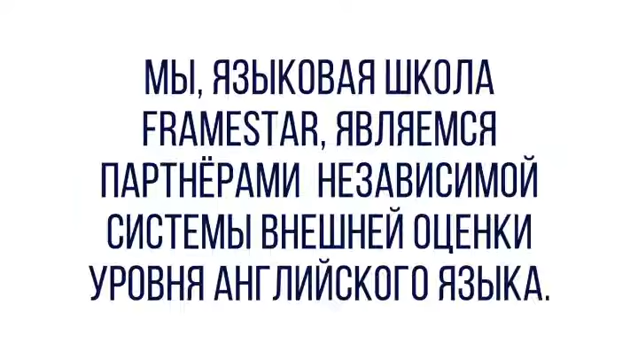 МЫ, ЯЗЫКОВАЯ ШКОЛА
FRAMESTAR, ЯВЛЯЕМСЯ
ПАРТНЁРАМИ НЕЗАВИСИМОЙ
СИСТЕМЫ ВНЕШНЕЙ ОЦЕНКИ
УРОВНЯ АНГЛИЙСКОГО ЯЗЫКА.